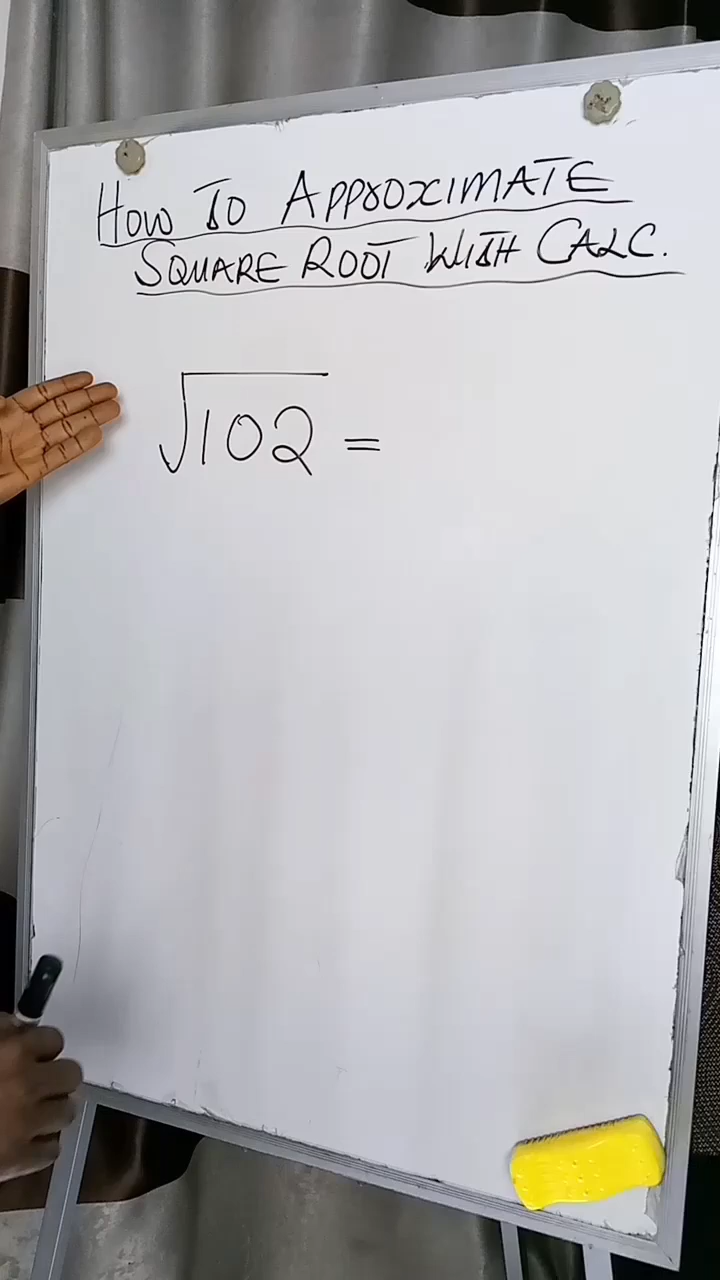 HOW TO APPROXIMATE
SQUARE ROOT WITH CALC.
√102 =